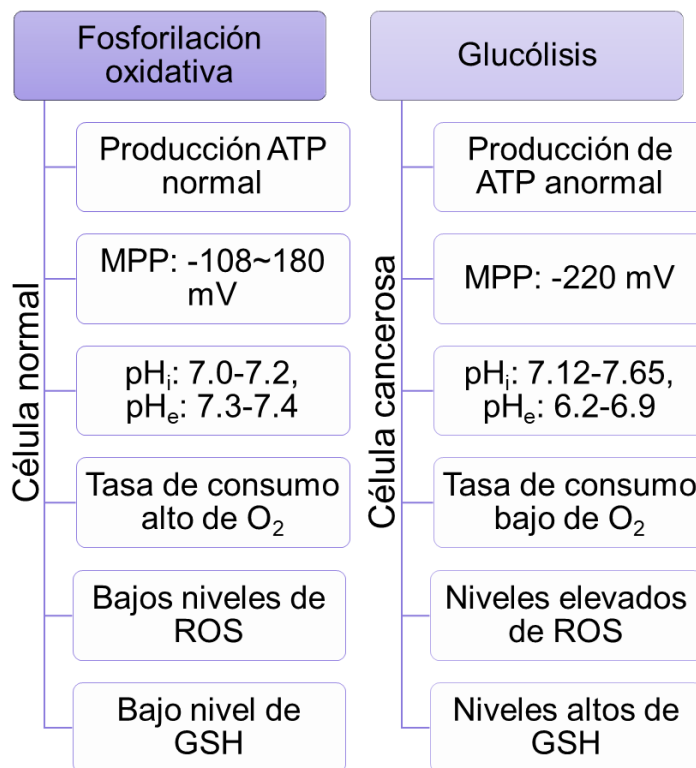 Fosforilación
oxidativa
Célula normal
Producción ATP
normal
MPP: -108~180
mV
pHᵢ: 7.0-7.2,
pHₑ: 7.3-7.4
Tasa de consumo
alto de O₂
Bajos niveles de
ROS
Bajo nivel de
GSH
Glucólisis
Célula cancerosa
Producción de
ATP anormal
MPP: -220 mV
pHᵢ: 7.12-7.65,
pHₑ: 6.2-6.9
Tasa de consumo
bajo de O₂
Niveles elevados
de ROS
Niveles altos de
GSH